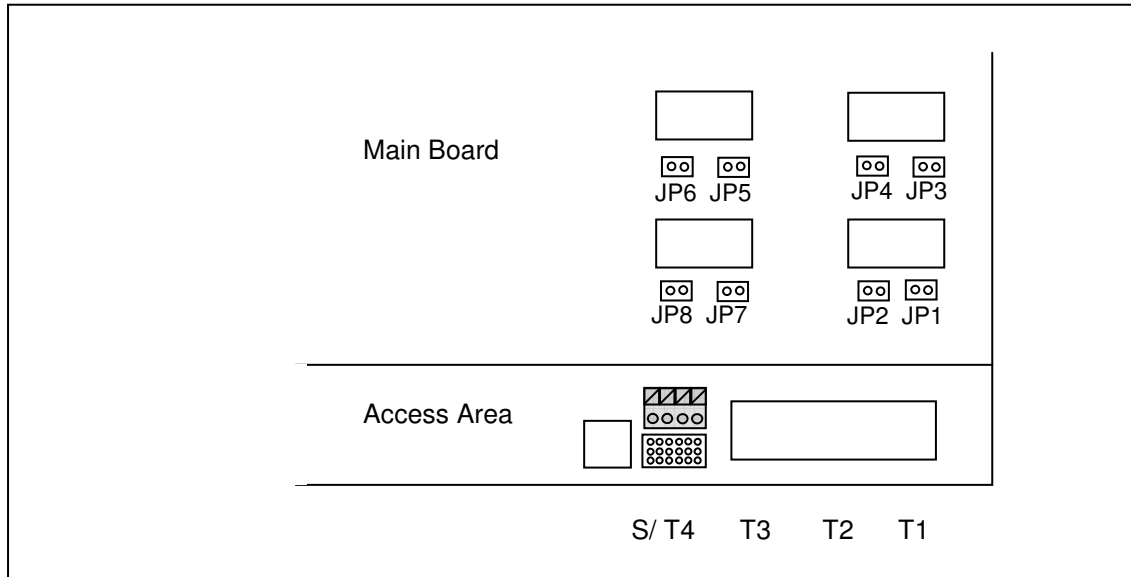 Main Board
JP6 JP5 JP4 JP3
JP8 JP7 JP2 JP1
Access Area
S/ T4 T3 T2 T1